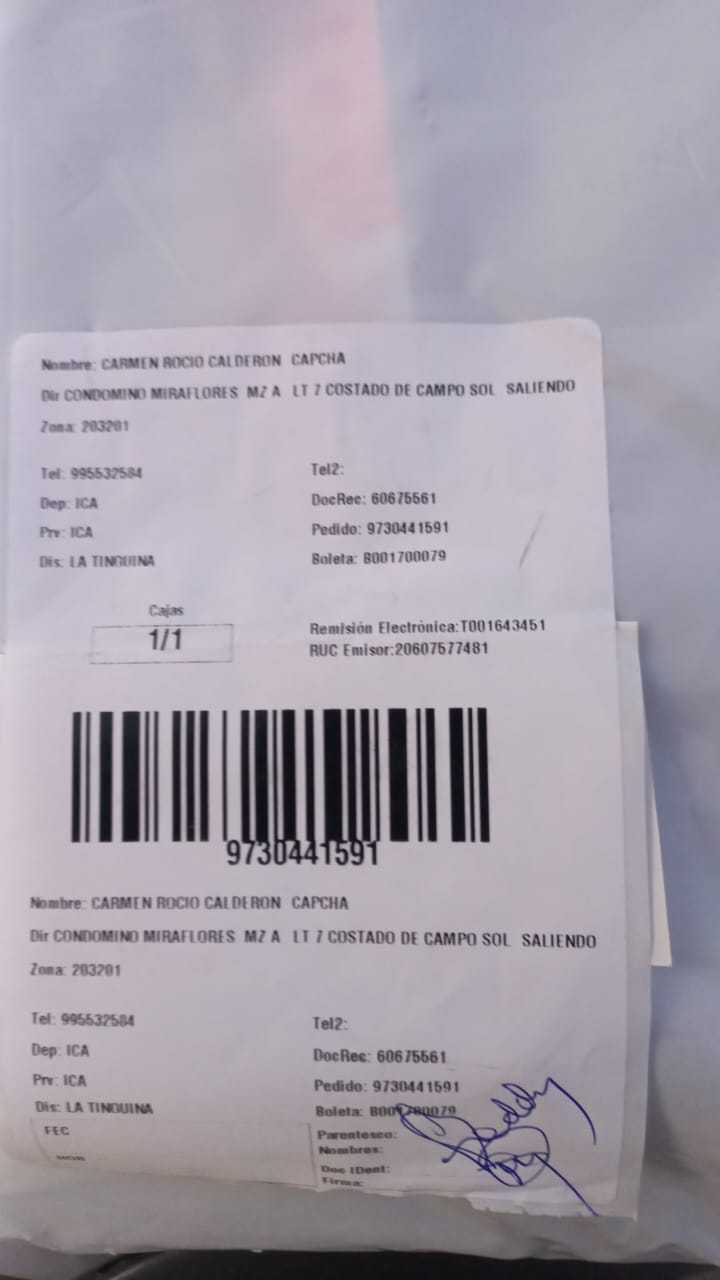 Nombre: CARMEN ROCIO CALDERON CAPCHA
Dir CONDOMINO MIRAFLORES MZ A LT 7 COSTADO DE CAMPO SOL SALIENDO
Zona: 203201
Tel: 995532584 Tel2:
Dep: ICA DocRec: 60675561
Prv: ICA Pedido: 9730441591
Dis: LA TINGUINA Boleta: B001700079
Cajas
1/1
Remisión Electrónica:T001643451
RUC Emisor:20607577481
9730441591
Nombre: CARMEN ROCIO CALDERON CAPCHA
Dir CONDOMINO MIRAFLORES MZ A LT 7 COSTADO DE CAMPO SOL SALIENDO
Zona: 203201
Tel: 995532584 Tel2:
Dep: ICA DocRec: 60675561
Prv: ICA Pedido: 9730441591
Dis: LA TINGUINA Boleta: B001700079
FEC Parentesco:
Nombres:
Doc IDent:
Firma: